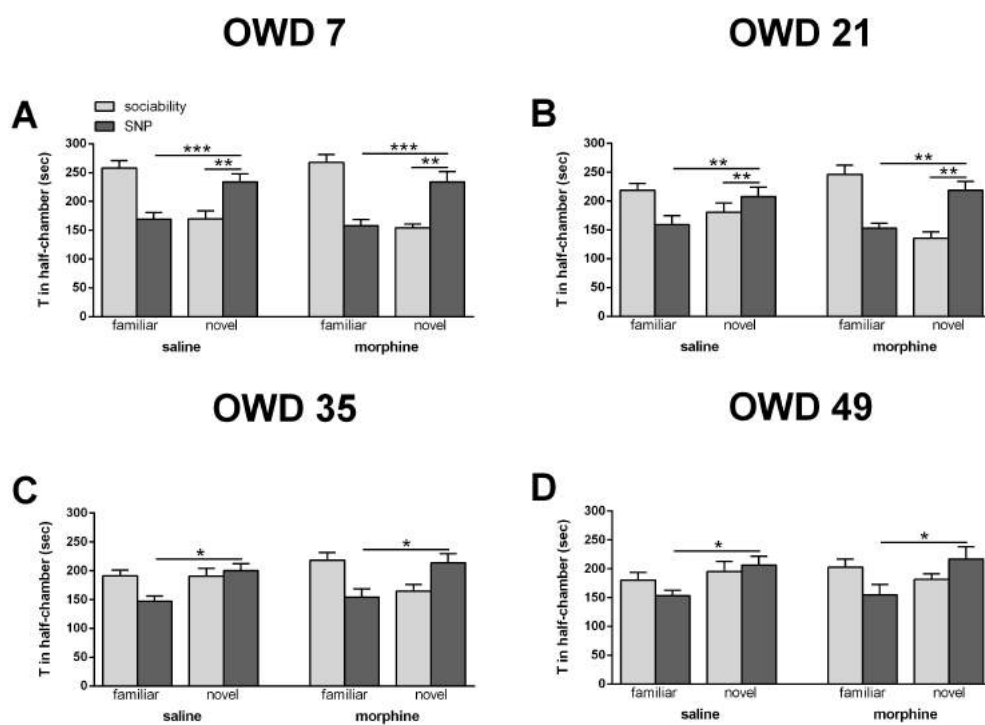 OWD 7
OWD 21
A
sociability
SNP
T in half-chamber (sec)
300
250
200
150
100
50
0
***
**
***
**
familiar
novel
familiar
novel
saline
morphine
B
T in half-chamber (sec)
300
250
200
150
100
50
0
**
**
**
**
familiar
novel
familiar
novel
saline
morphine
OWD 35
OWD 49
C
T in half-chamber (sec)
300
250
200
150
100
50
0
*
*
familiar
novel
familiar
novel
saline
morphine
D
T in half-chamber (sec)
300
250
200
150
100
50
0
*
*
familiar
novel
familiar
novel
saline
morphine